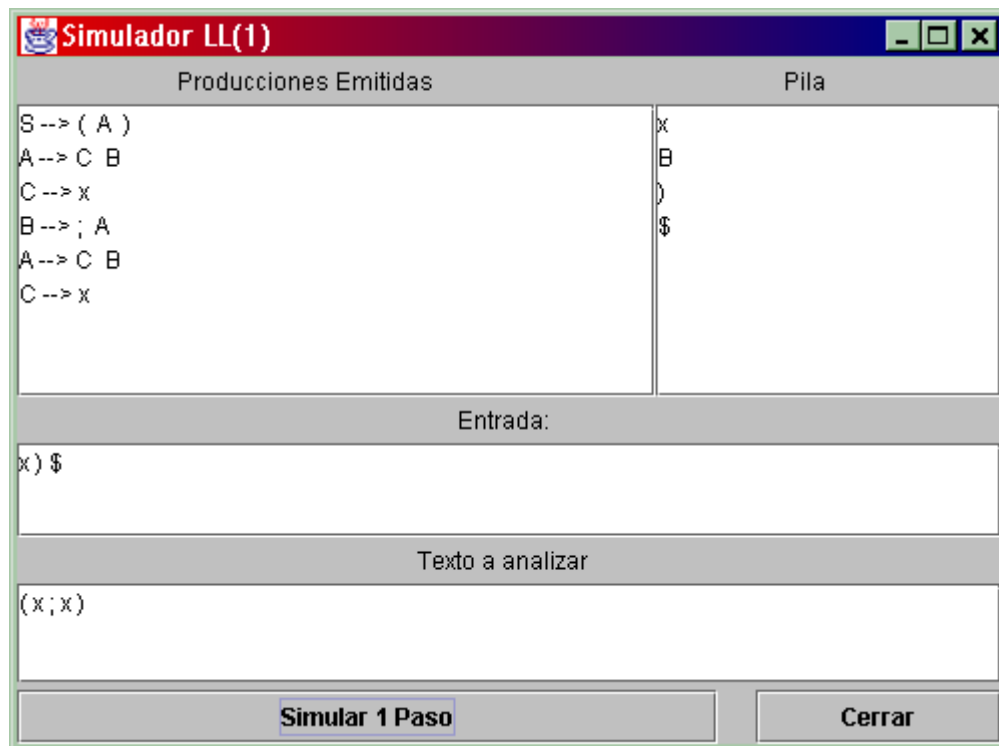 Simulador LL(1)
Producciones Emitidas
Pila
S --> ( A )
A --> C B
C --> x
B --> ; A
A --> C B
C --> x
x
B
)
$
Entrada:
x ) $
Texto a analizar
(x;x)
Simular 1 Paso
Cerrar